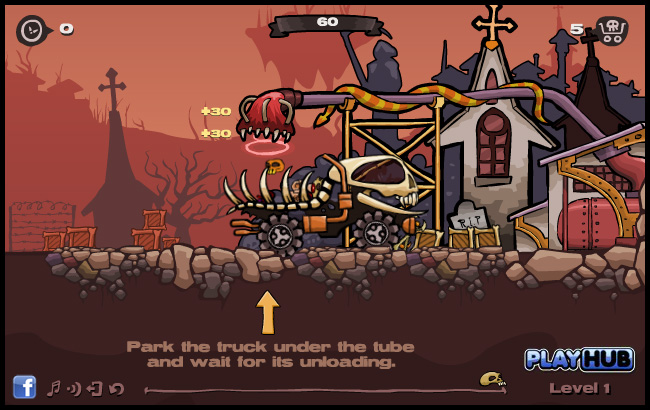 0
60
5
+30
+30
R.I.P
Park the truck under the tube
and wait for its unloading.
PLAYHUB
f
Level 1